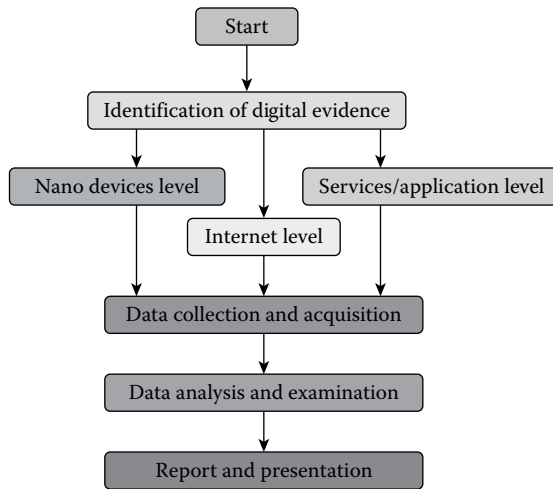 Start
Identification of digital evidence
Nano devices level
Services/application level
Internet level
Data collection and acquisition
Data analysis and examination
Report and presentation